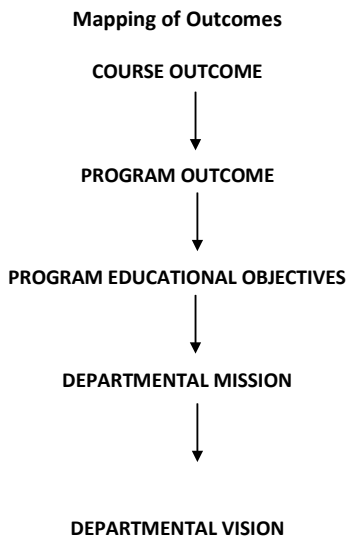 Mapping of Outcomes
COURSE OUTCOME
PROGRAM OUTCOME
PROGRAM EDUCATIONAL OBJECTIVES
DEPARTMENTAL MISSION
DEPARTMENTAL VISION